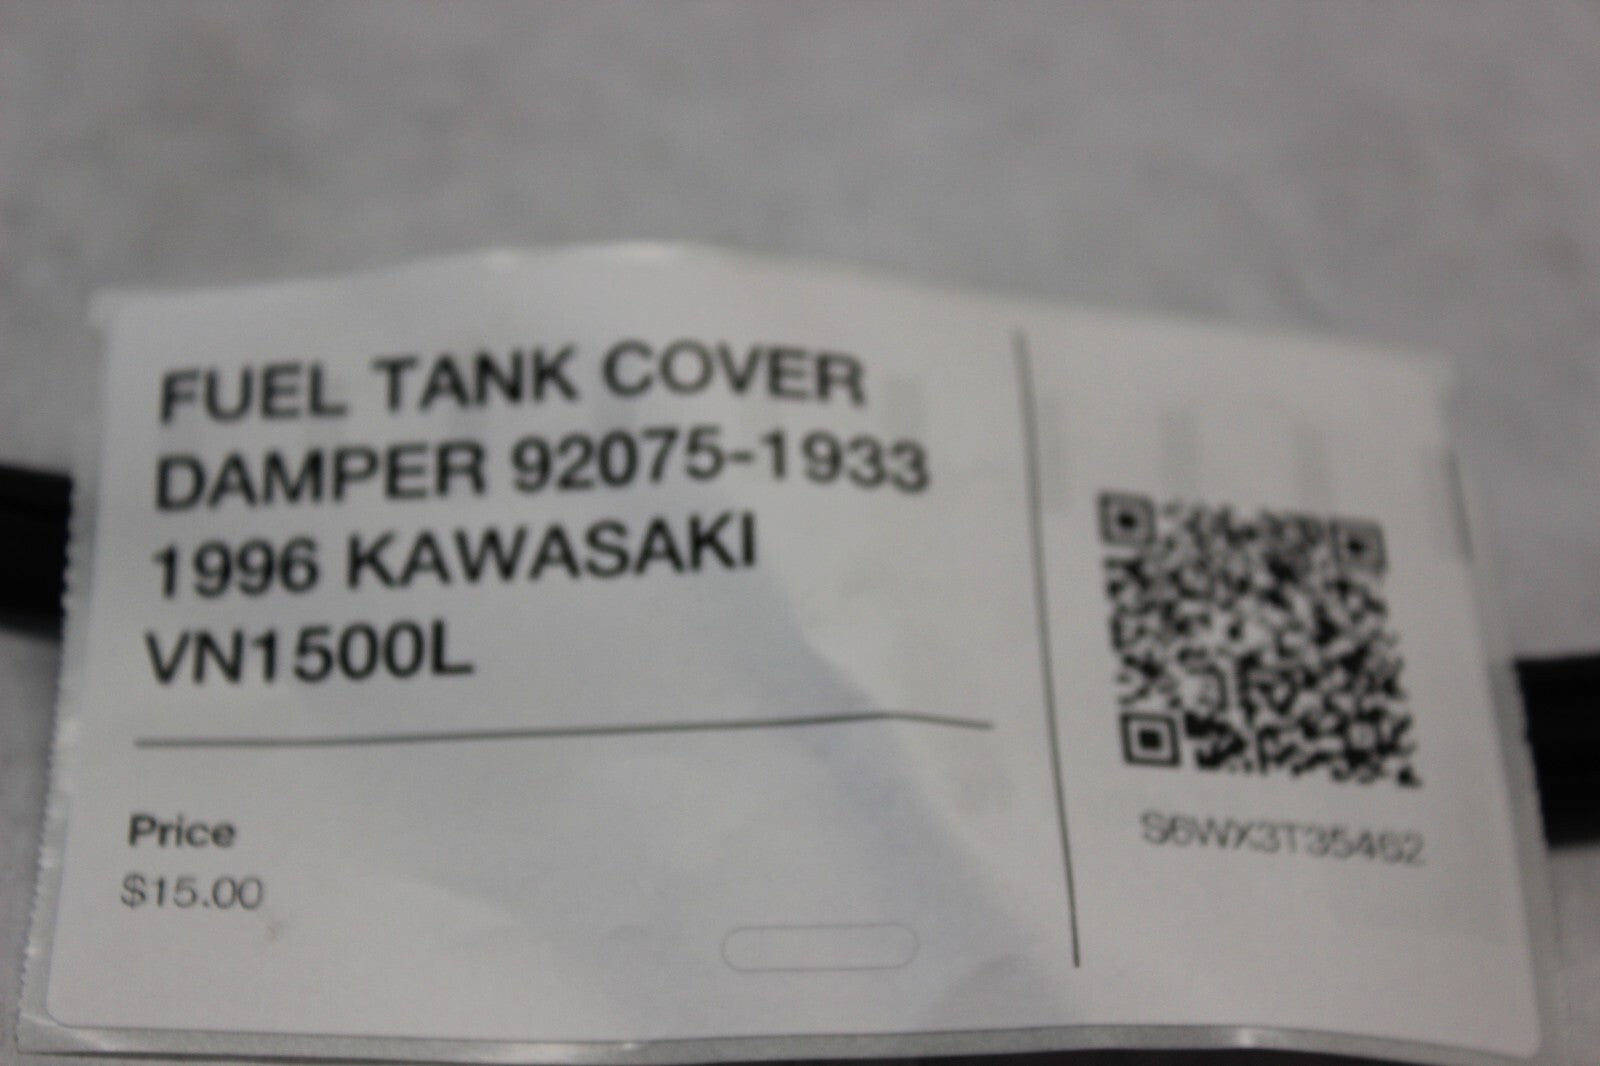 FUEL TANK COVER
DAMPER 92075-1933
1996 KAWASAKI
VN1500L
Price
$15.00
S6WX3T35462